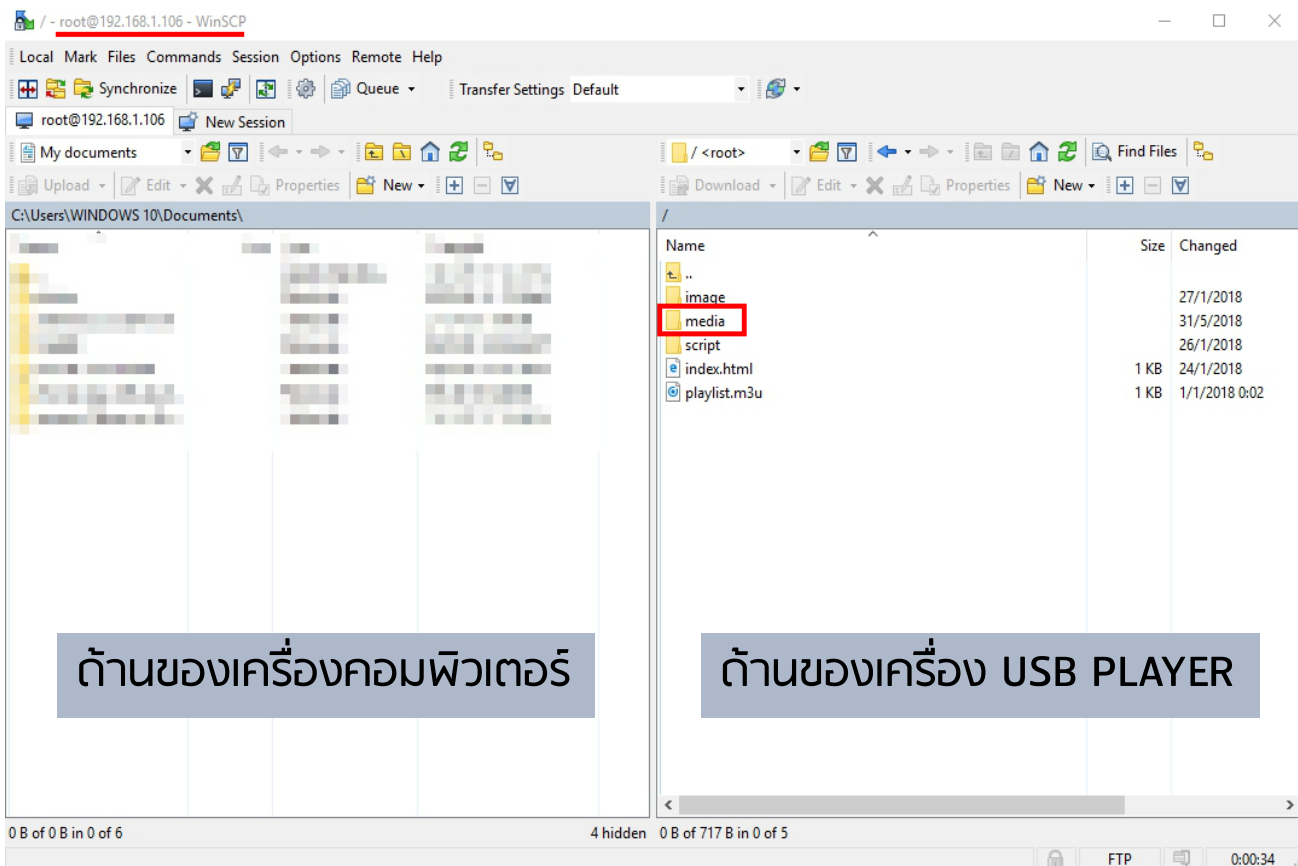 / - root@192.168.1.106 - WinSCP
Local Mark Files Commands Session Options Remote Help
Synchronize Queue Transfer Settings Default
root@192.168.1.106 New Session
My documents
Upload Edit Properties New
C:\Users\WINDOWS 10\Documents\
/ <root> Find Files
Download Edit Properties New
/
Name Size Changed
..
image 27/1/2018
media 31/5/2018
script 26/1/2018
index.html 1 KB 24/1/2018
playlist.m3u 1 KB 1/1/2018 0:02
ด้านของเครื่องคอมพิวเตอร์
ด้านของเครื่อง USB PLAYER
0 B of 0 B in 0 of 6 4 hidden
0 B of 717 B in 0 of 5
FTP 0:00:34